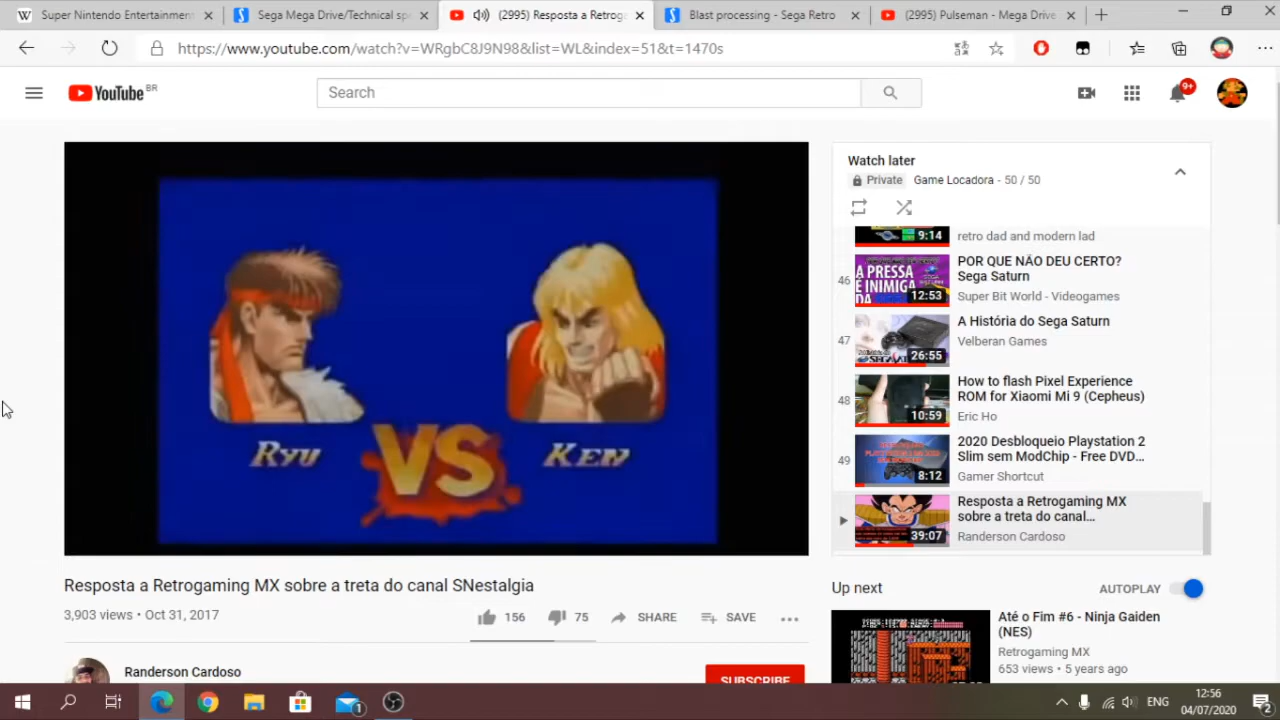 Super Nintendo Entertainment
Sega Mega Drive/Technical sp
(2995) Resposta a Retroga
Blast processing - Sega Retro
(2995) Pulseman - Mega Drive
https://www.youtube.com/watch?v=WRgbC8J9N98&list=WL&index=51&t=1470s
YouTube BR
Search
9+
RYU
VS
KEN
Watch later
Private Game Locadora - 50 / 50
9:14
retro dad and modern lad
46
A PRESSA
É INIMIGA
DA
12:53
POR QUE NÃO DEU CERTO?
Sega Saturn
Super Bit World - Videogames
47
26:55
A História do Sega Saturn
Velberan Games
48
10:59
How to flash Pixel Experience
ROM for Xiaomi Mi 9 (Cepheus)
Eric Ho
49
8:12
2020 Desbloqueio Playstation 2
Slim sem ModChip - Free DVD...
Gamer Shortcut
39:07
Resposta a Retrogaming MX
sobre a treta do canal...
Randerson Cardoso
Resposta a Retrogaming MX sobre a treta do canal SNestalgia
3,903 views • Oct 31, 2017
156
75
SHARE
SAVE
Randerson Cardoso
SUBSCRIBE
Up next
AUTOPLAY
Até o Fim #6 - Ninja Gaiden
(NES)
Retrogaming MX
653 views • 5 years ago
1
ENG
12:56
04/07/2020
2